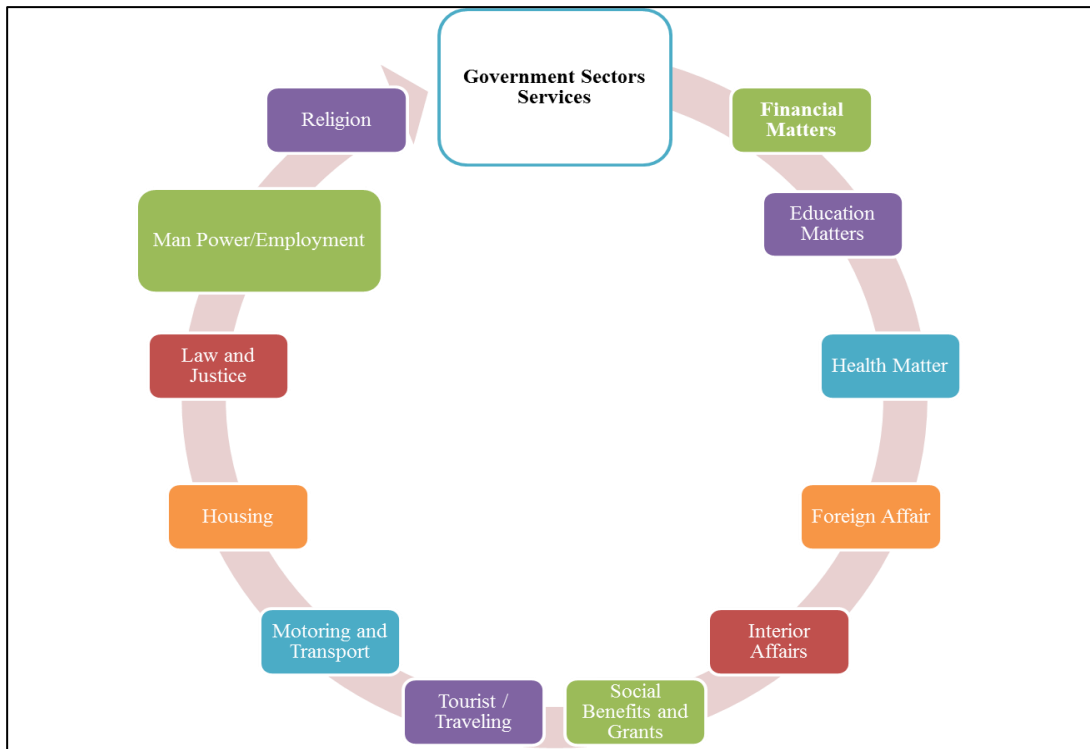 Government Sectors
Services
Financial
Matters
Education
Matters
Health Matter
Foreign Affair
Interior
Affairs
Social
Benefits and
Grants
Tourist /
Traveling
Motoring and
Transport
Housing
Law and
Justice
Man Power/Employment
Religion